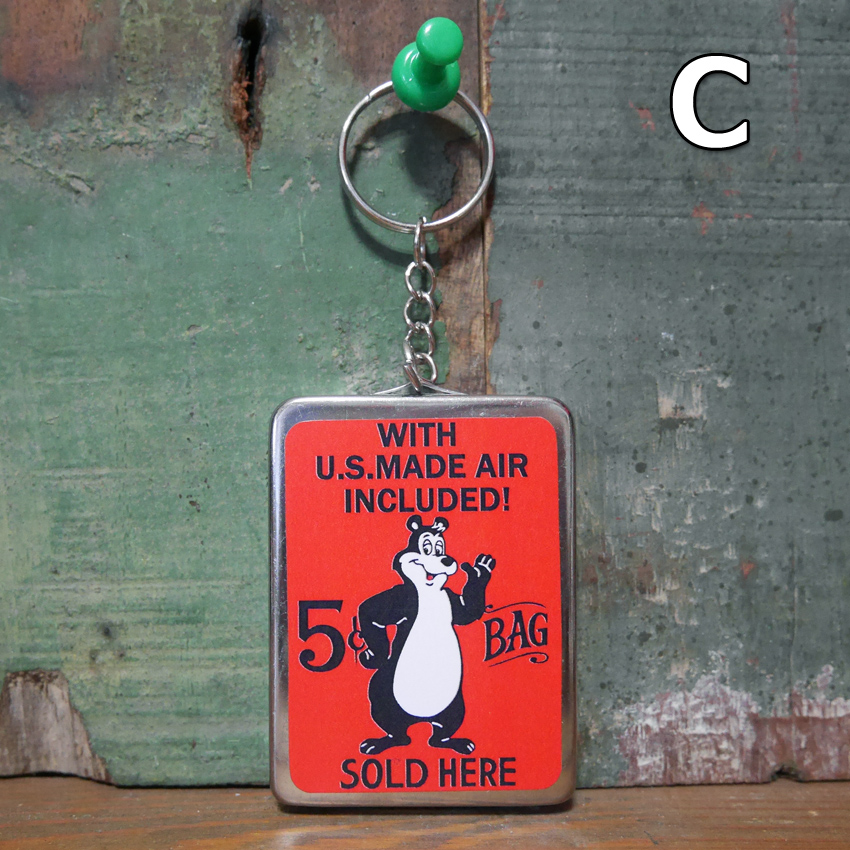 C
WITH
U.S.MADE AIR
INCLUDED!
5¢ BAG
SOLD HERE